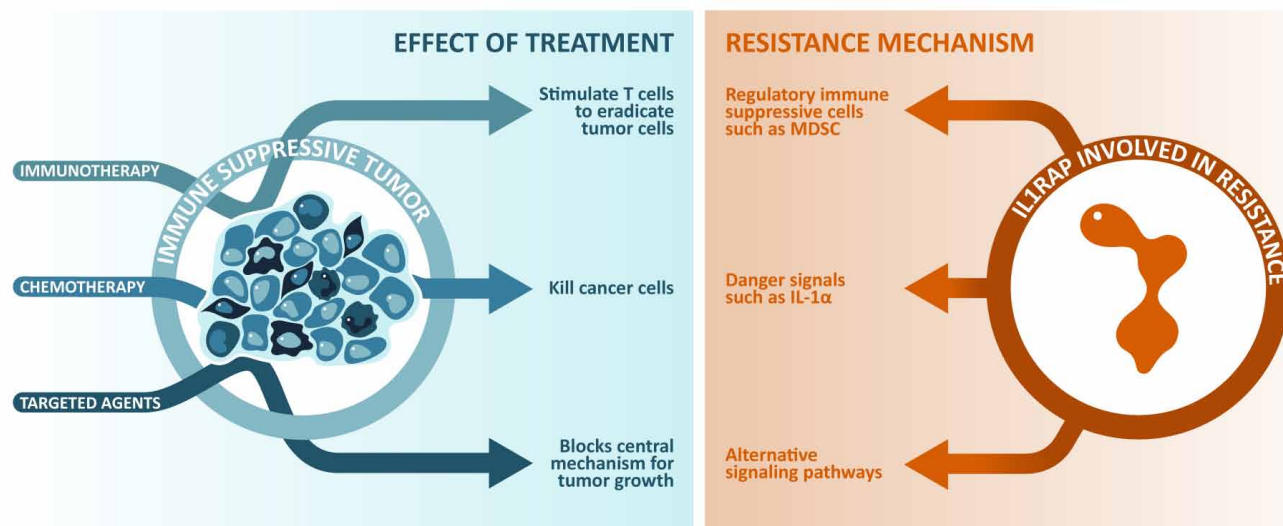 EFFECT OF TREATMENT
IMMUNOTHERAPY
CHEMOTHERAPY
TARGETED AGENTS
IMMUNE SUPPRESSIVE TUMOR
Stimulate T cells
to eradicate
tumor cells
Kill cancer cells
Blocks central
mechanism for
tumor growth
RESISTANCE MECHANISM
Regulatory immune
suppressive cells
such as MDSC
Danger signals
such as IL-1α
Alternative
signaling pathways
IL1RAP INVOLVED IN RESISTANCE